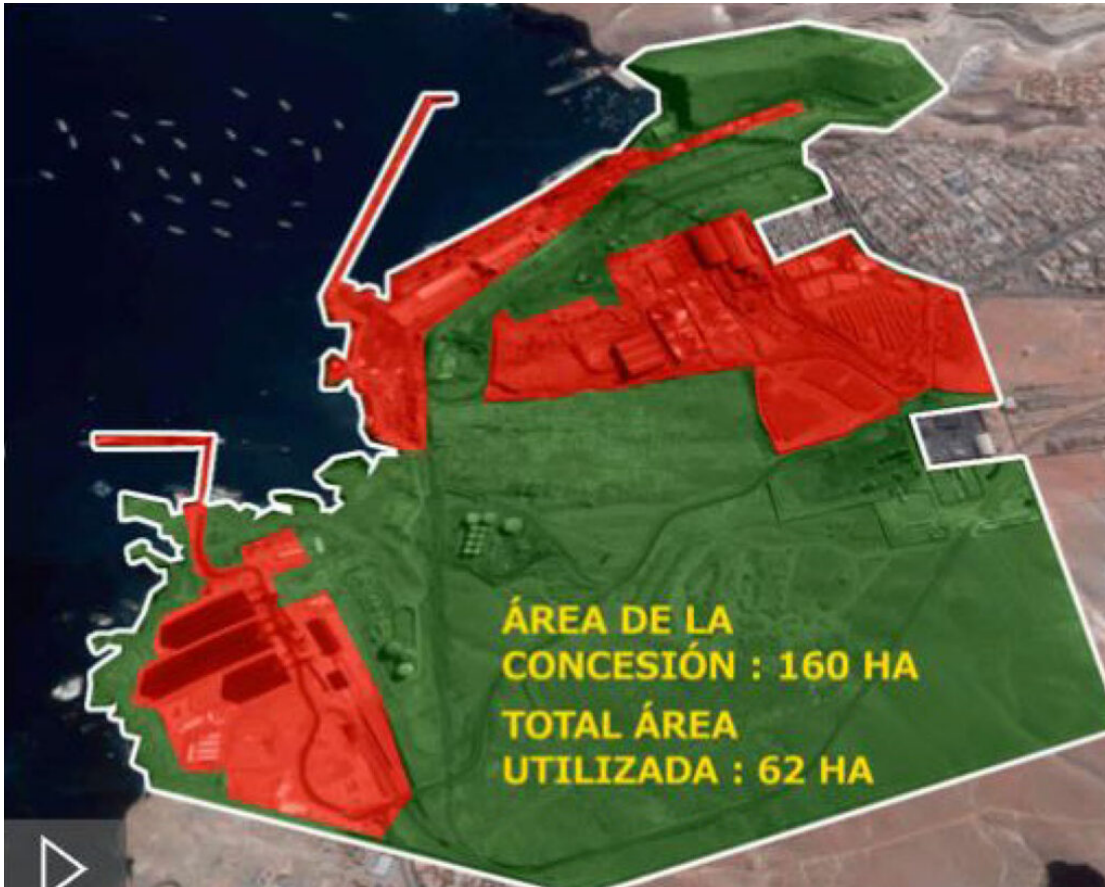 ÁREA DE LA
CONCESIÓN : 160 HA
TOTAL ÁREA
UTILIZADA : 62 HA